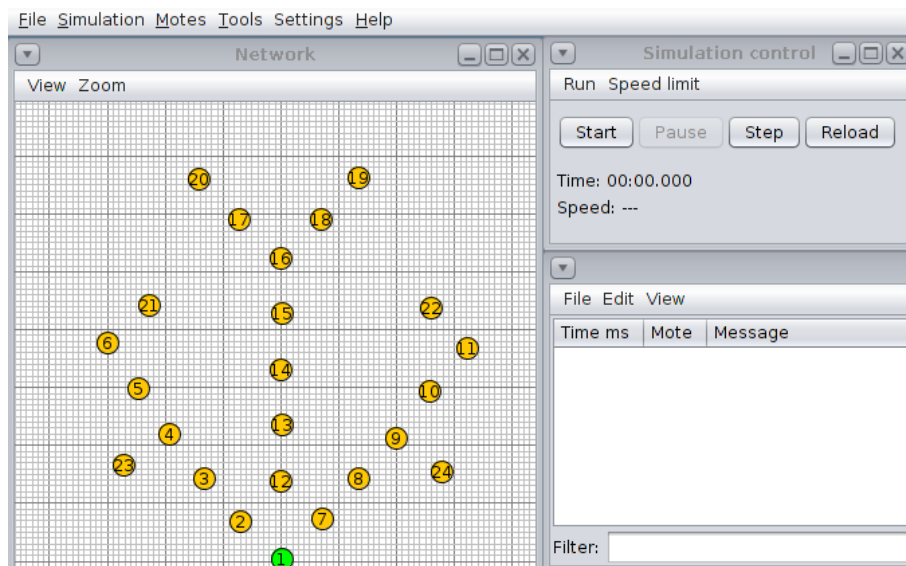 File Simulation Motes Tools Settings Help
Network
View Zoom
20
19
17
18
16
21
15
22
6
11
14
5
10
13
4
9
23
3
12
8
24
2
7
1
Simulation control
Run Speed limit
Start Pause Step Reload
Time: 00:00.000
Speed: ---
File Edit View
Time ms Mote Message
Filter: